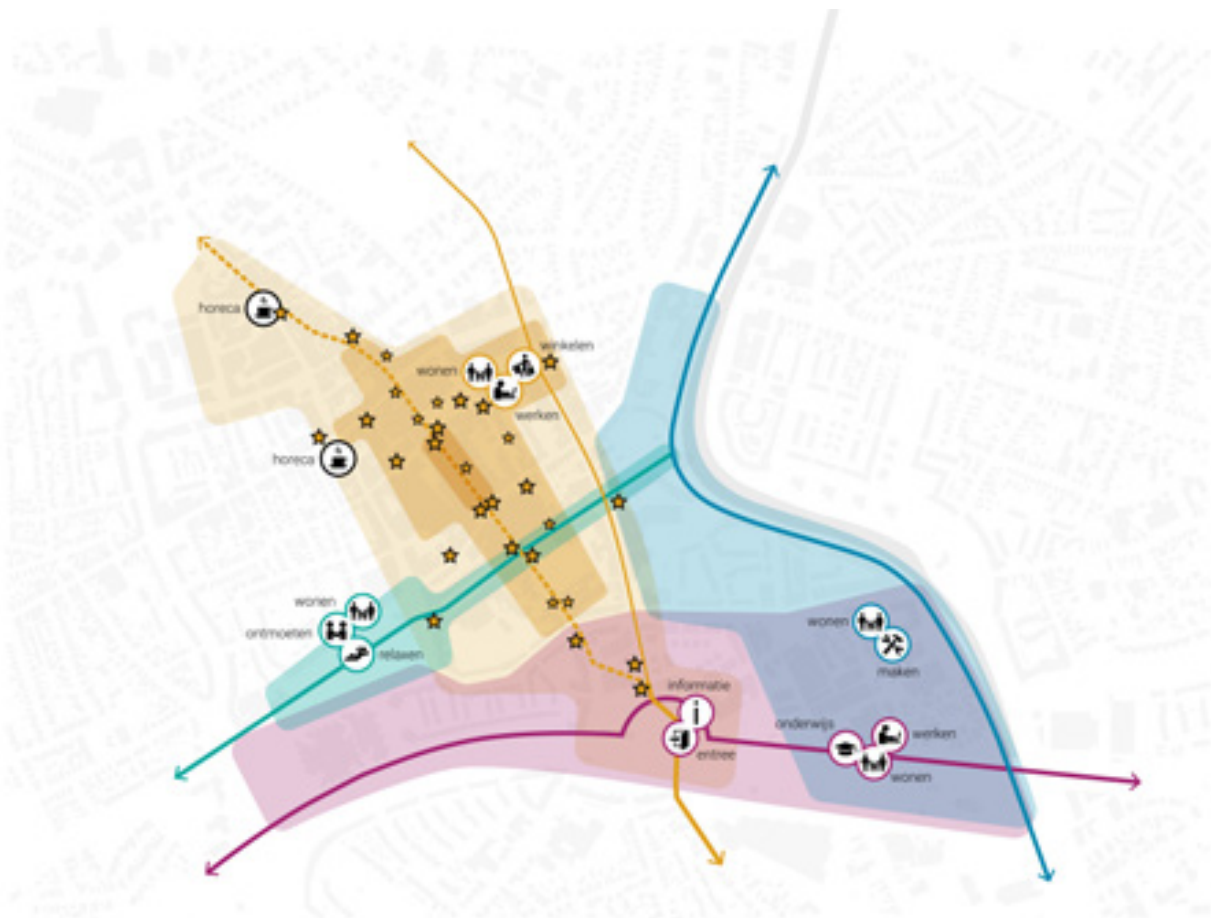 horeca
winkelen
wonen
werken
horeca
wonen
ontmoeten
relaxen
wonen
maken
informatie
i
onderwijs
werken
entree
wonen